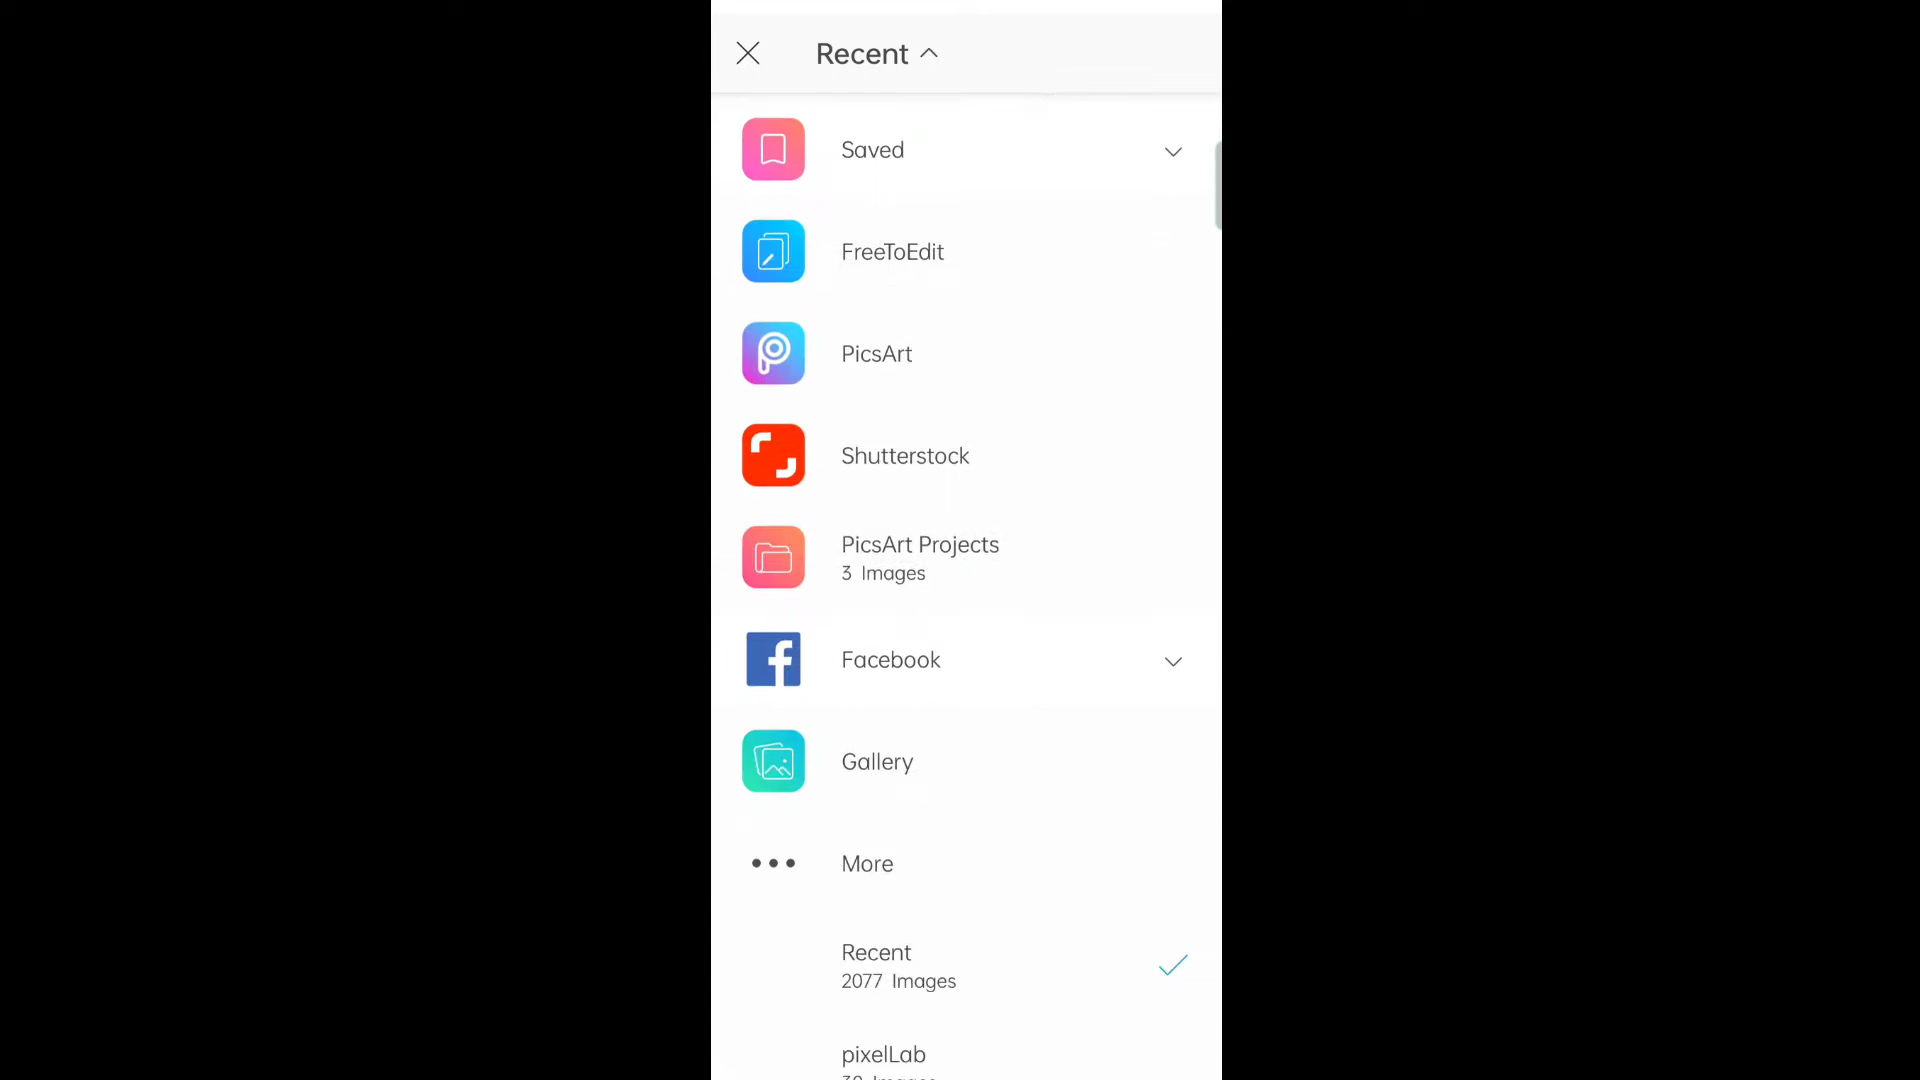 Recent
Saved
FreeToEdit
PicsArt
Shutterstock
PicsArt Projects
3 Images
Facebook
Gallery
More
Recent
2077 Images
pixelLab